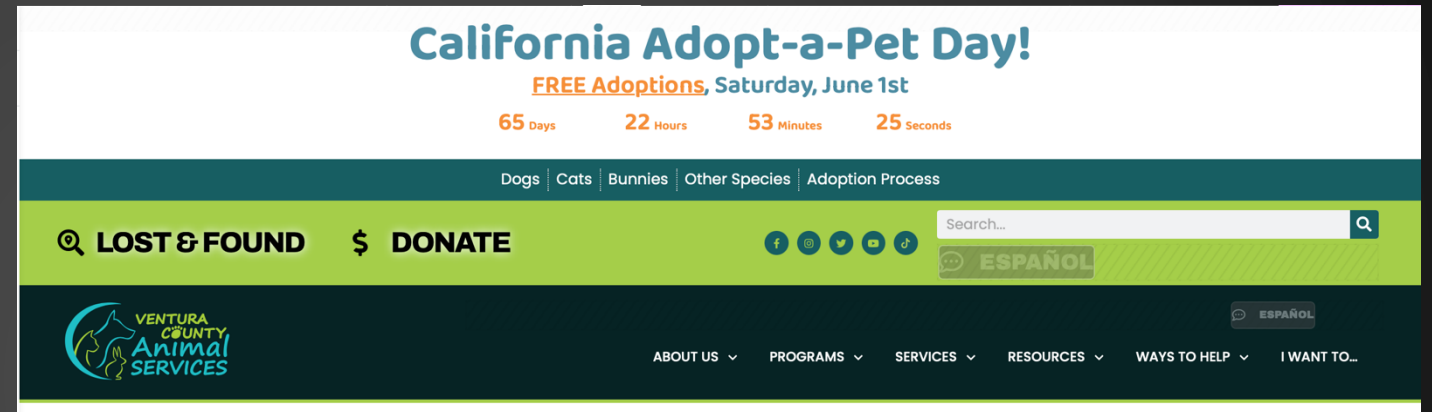 California Adopt-a-Pet Day!
FREE Adoptions, Saturday, June 1st
65 Days 22 Hours 53 Minutes 25 Seconds
Dogs Cats Bunnies Other Species Adoption Process
LOST & FOUND $ DONATE
Search...
ESPAÑOL
ESPAÑOL
VENTURA
COUNTY
Animal
SERVICES
ABOUT US PROGRAMS SERVICES RESOURCES WAYS TO HELP I WANT TO...